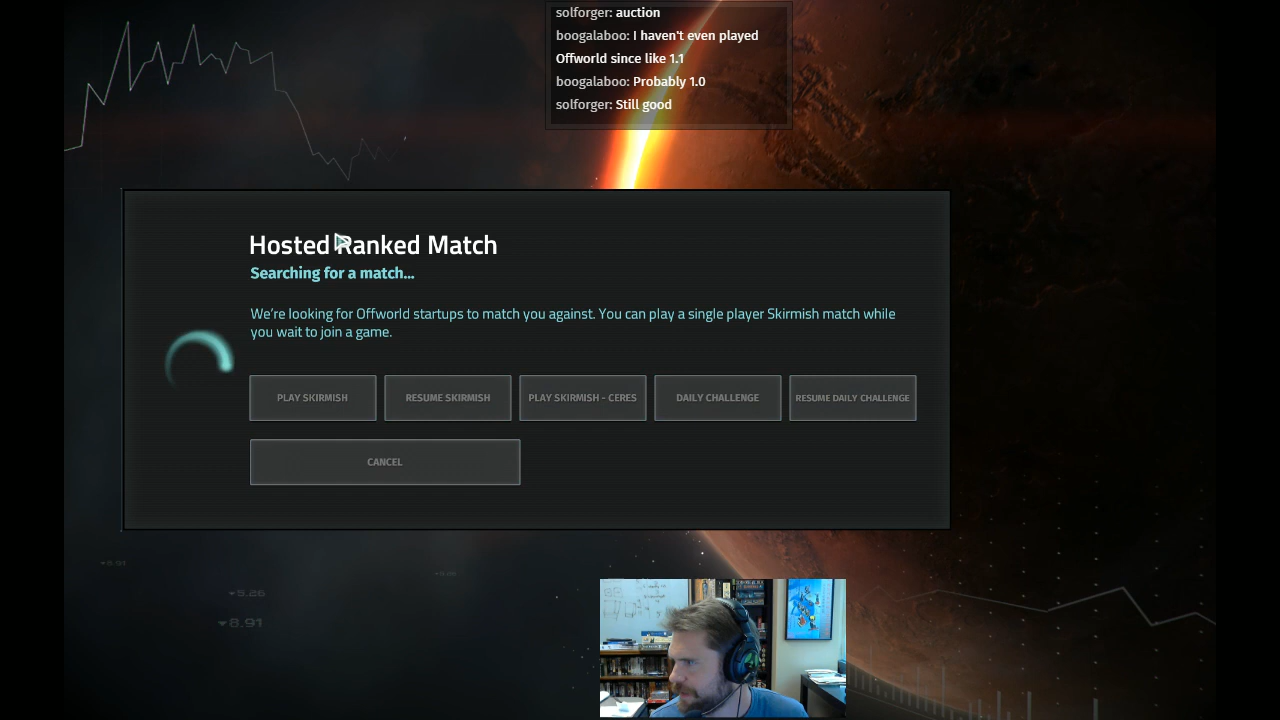 solforger: auction
boogalaboo: I haven't even played
Offworld since like 1.1
boogalaboo: Probably 1.0
solforger: Still good
Hosted Ranked Match
Searching for a match...
We're looking for Offworld startups to match you against. You can play a single player Skirmish match while
you wait to join a game.
PLAY SKIRMISH
RESUME SKIRMISH
PLAY SKIRMISH - CERES
DAILY CHALLENGE
RESUME DAILY CHALLENGE
CANCEL
8.91
5.26
8.91